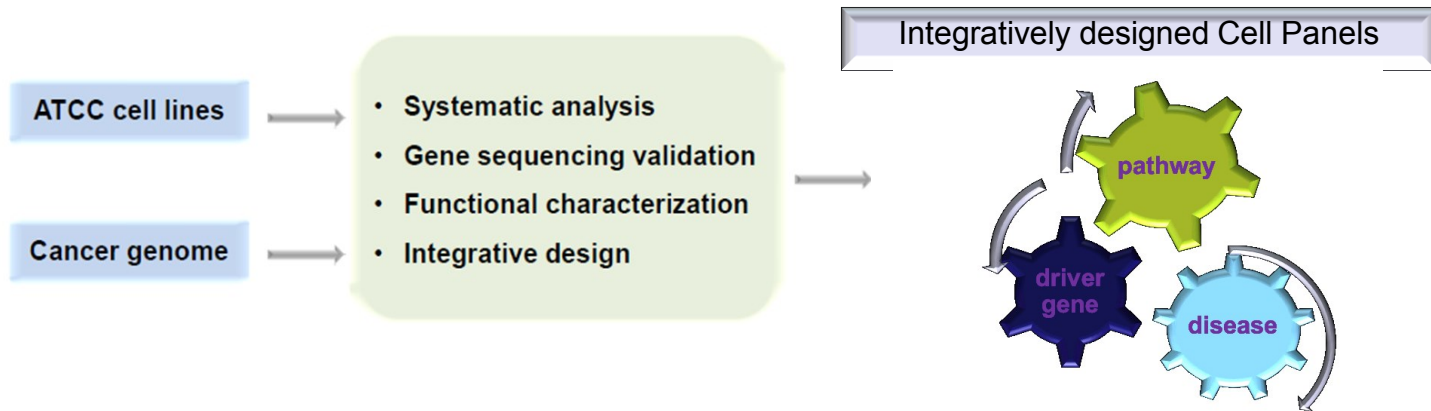 ATCC cell lines
Cancer genome
• Systematic analysis
• Gene sequencing validation
• Functional characterization
• Integrative design
Integratively designed Cell Panels
pathway
driver
gene
disease